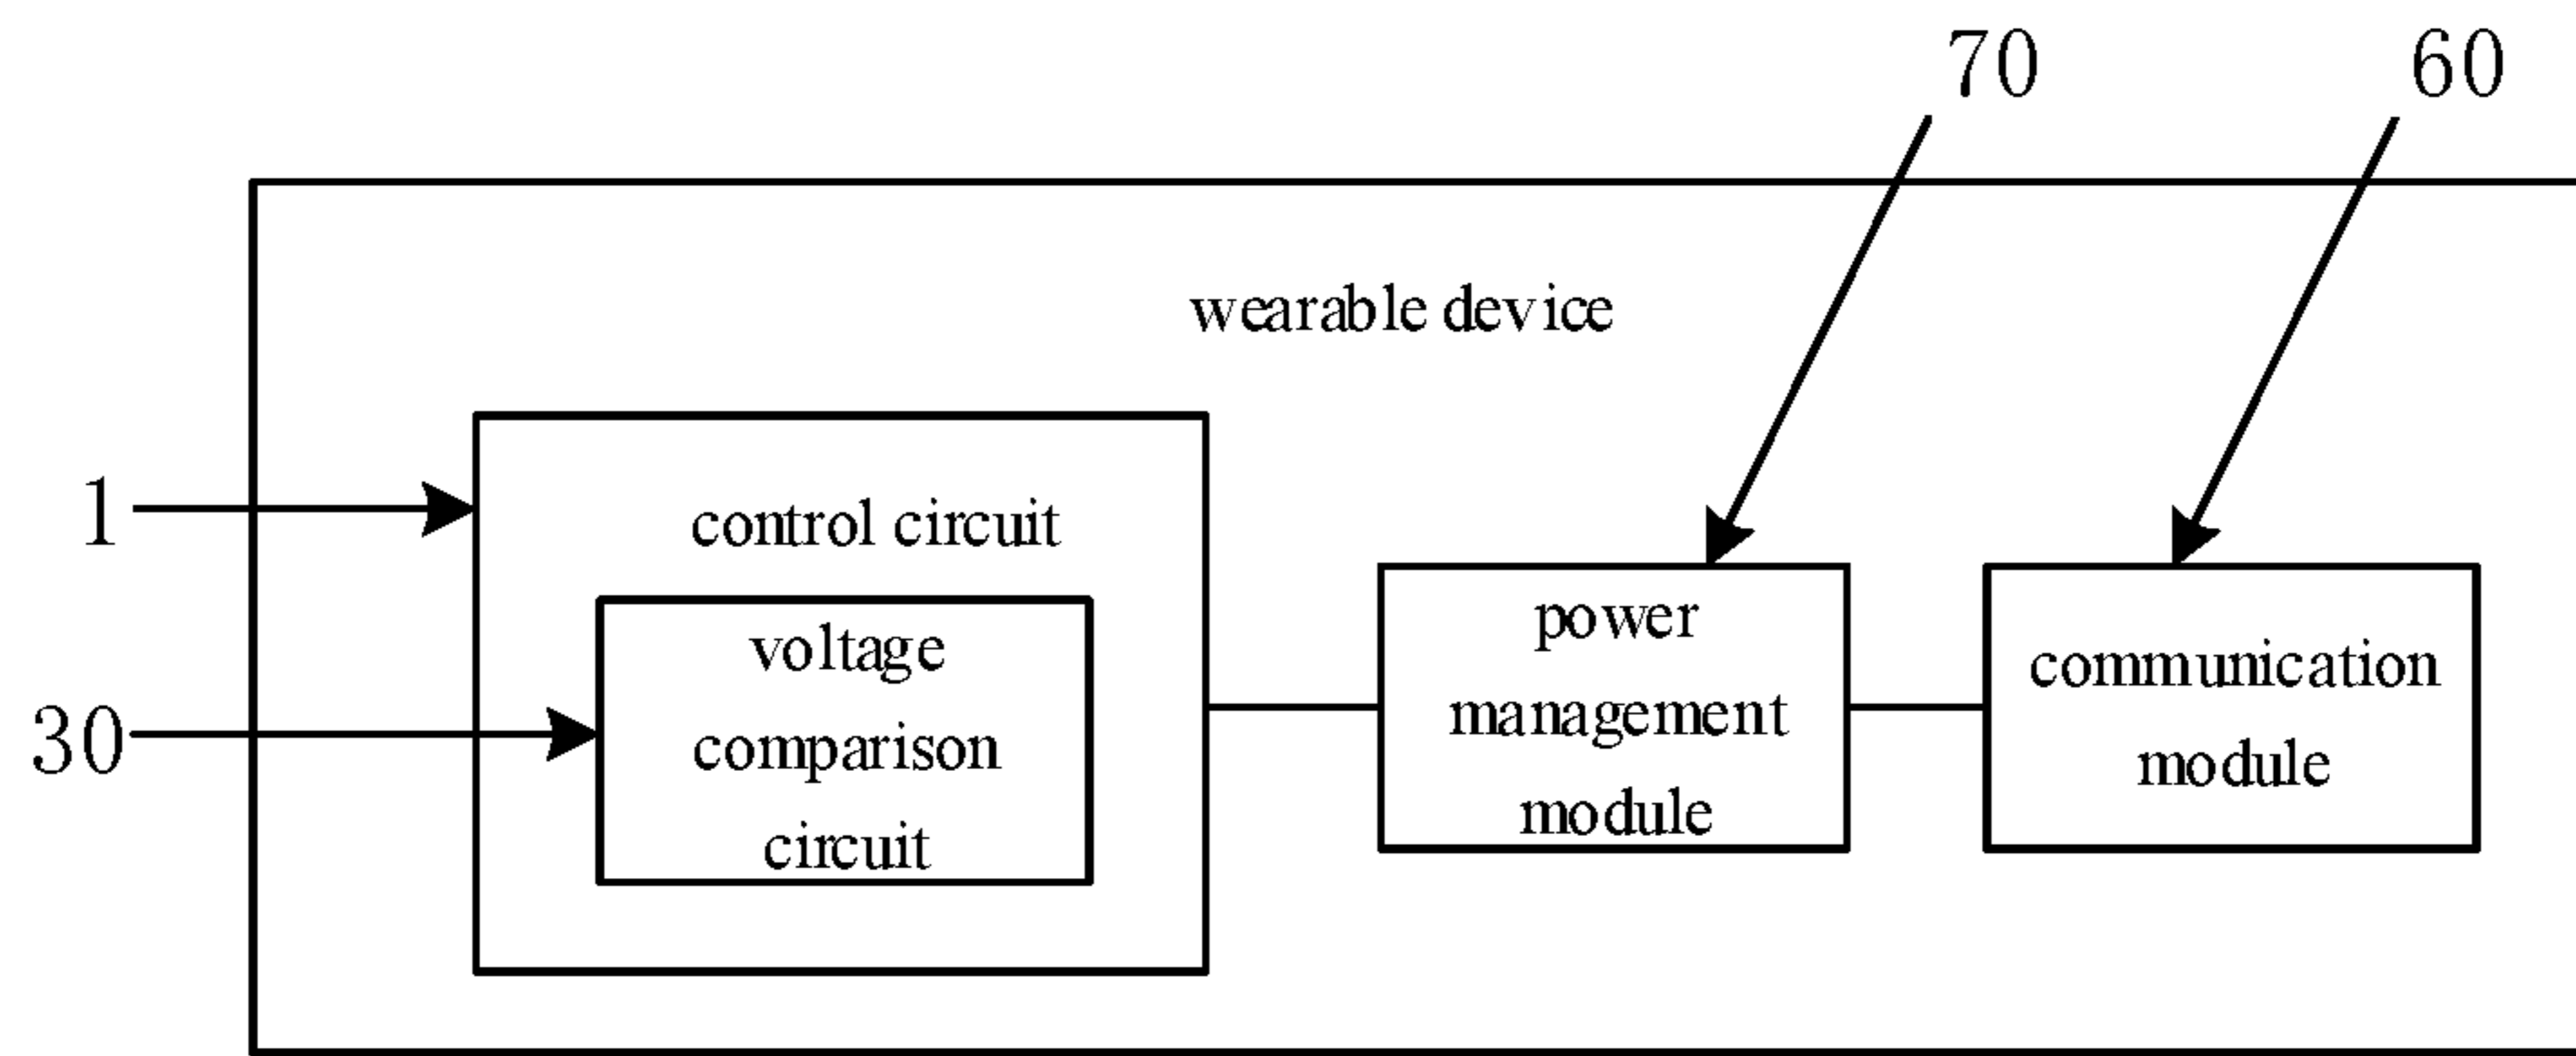 70
60
wearable device
1
control circuit
30
voltage
comparison
circuit
power
management
module
communication
module